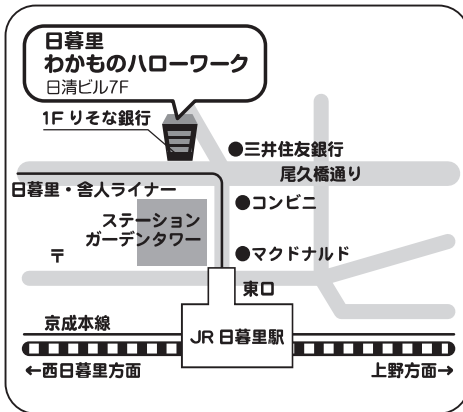 日暮里
わかものハローワーク
日清ビル7F
1F りそな銀行
●三井住友銀行
尾久橋通り
日暮里・舎人ライナー
●コンビニ
ステーション
ガーデンタワー
〒
●マクドナルド
東口
京成本線
JR 日暮里駅
←西日暮里方面
上野方面→